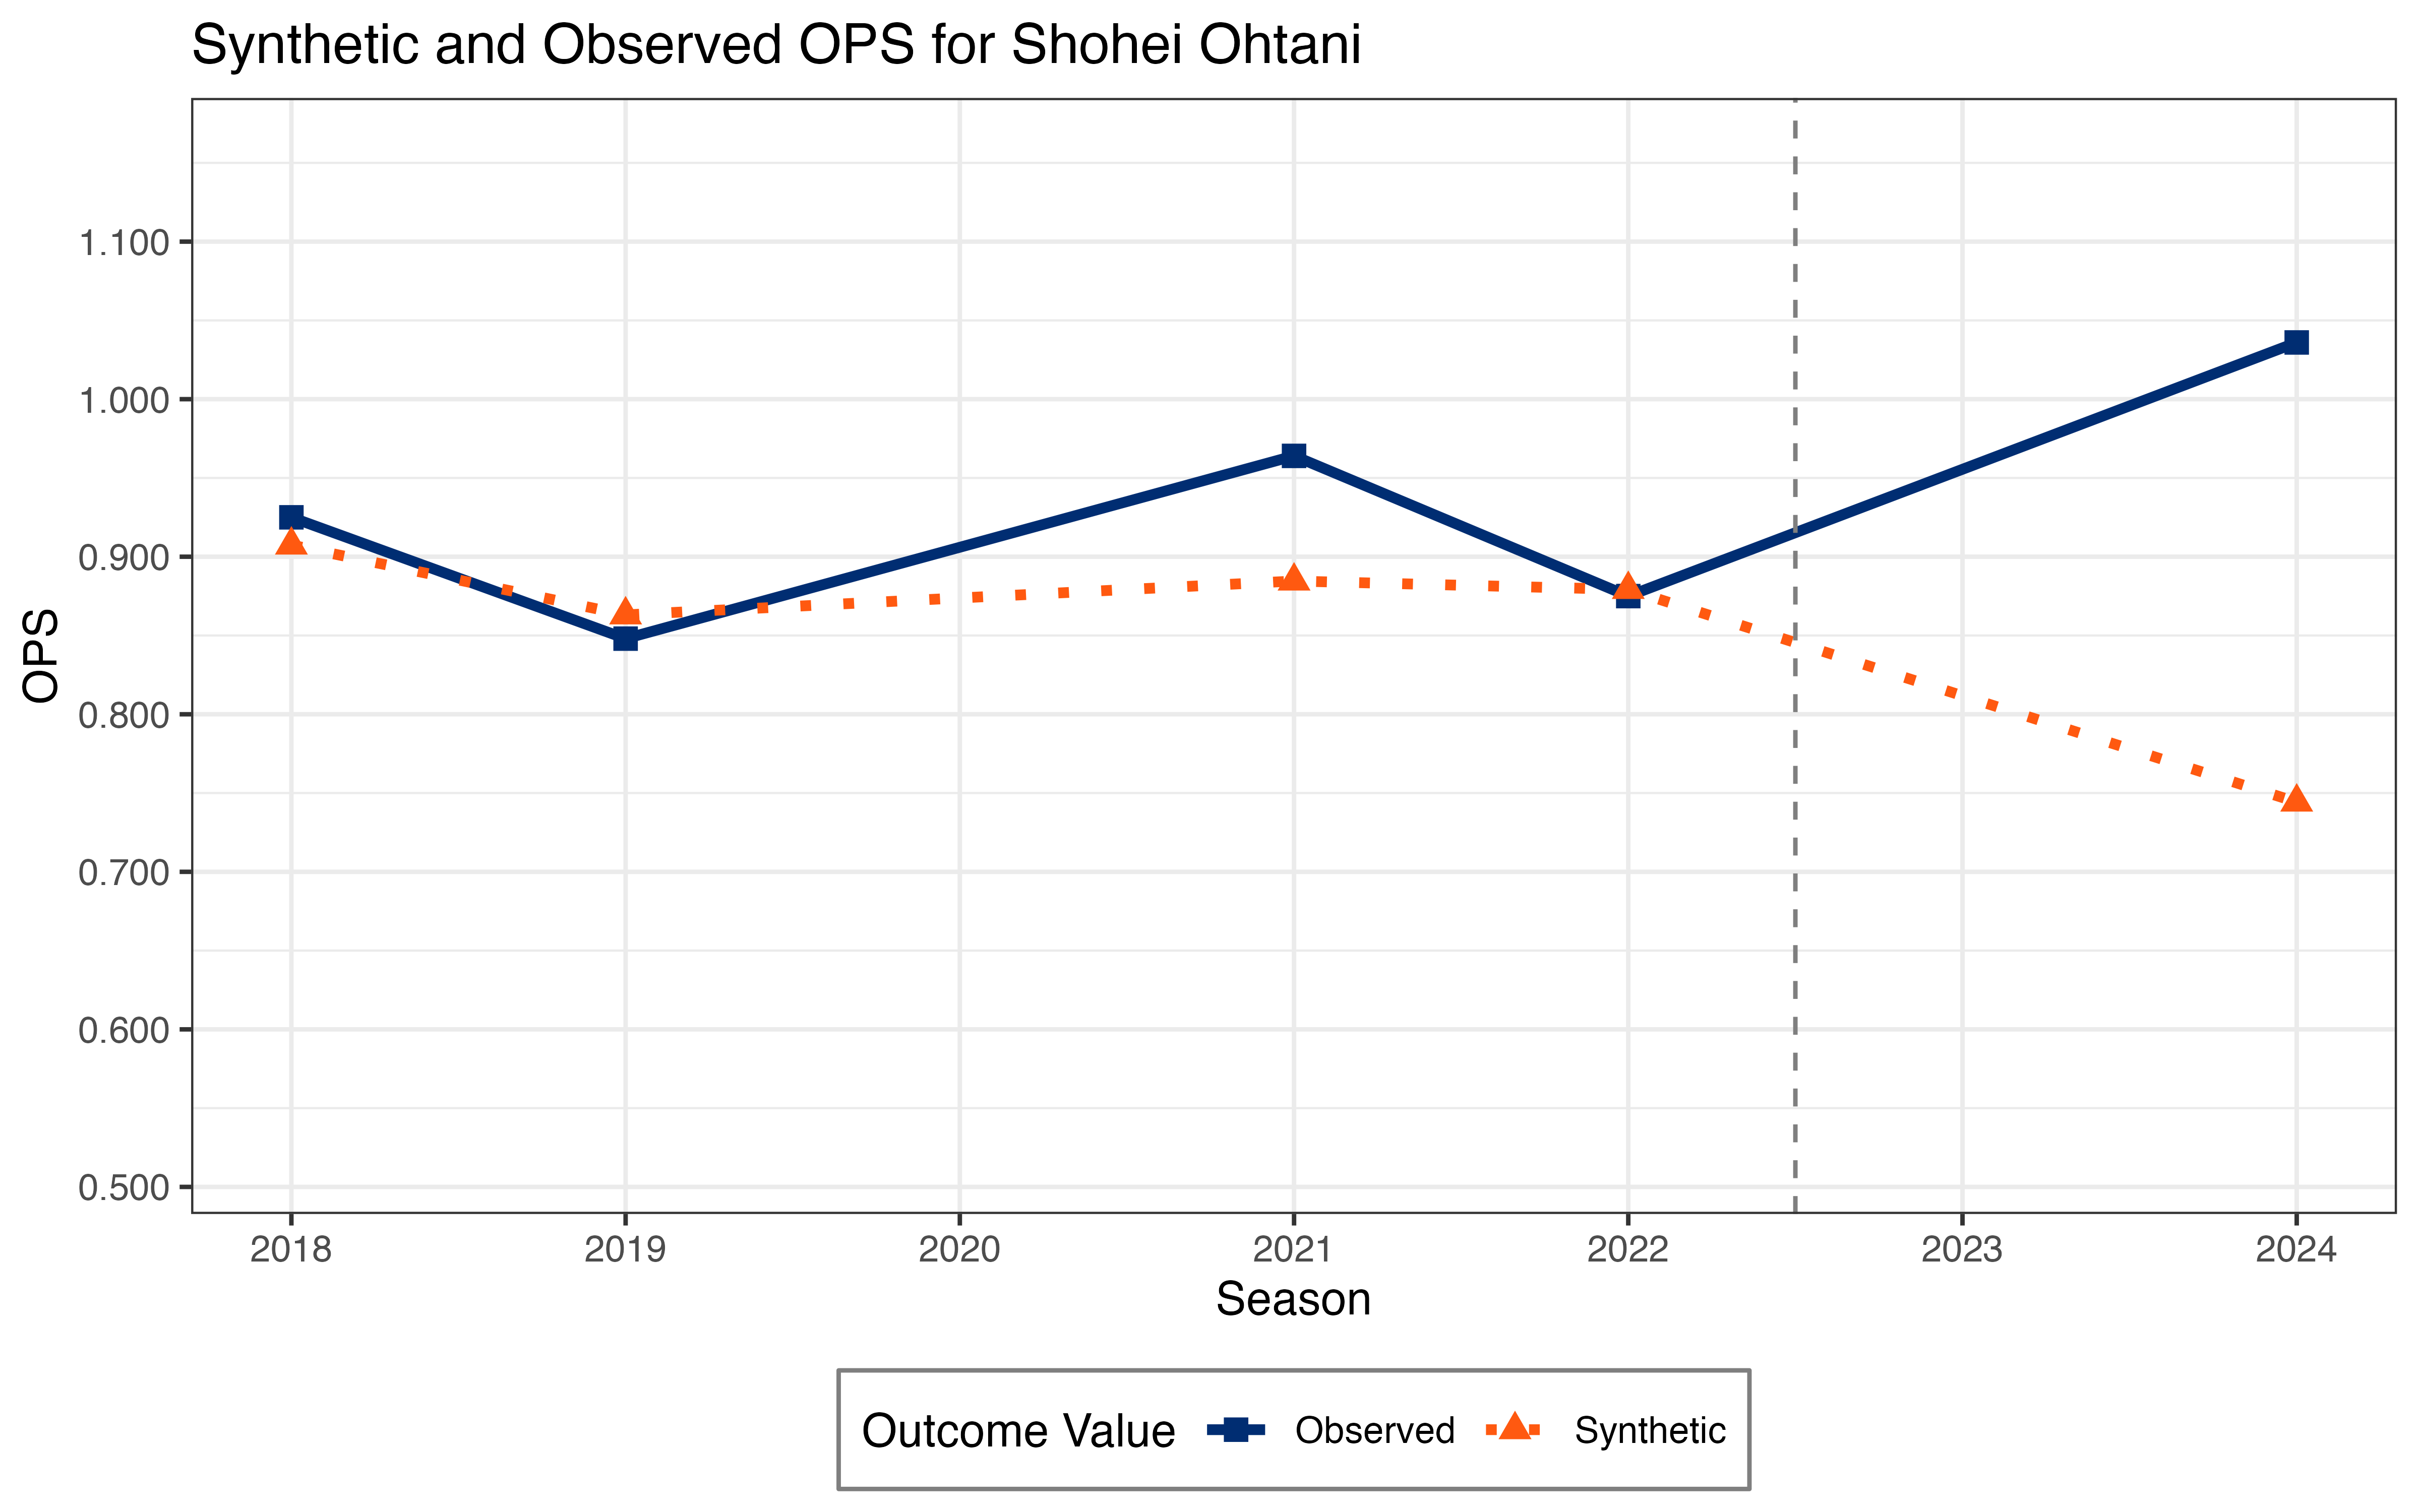 Synthetic and Observed OPS for Shohei Ohtani
OPS
1.100
1.000
0.900
0.800
0.700
0.600
0.500
2018 2019 2020 2021 2022 2023 2024
Season
Outcome Value Observed Synthetic